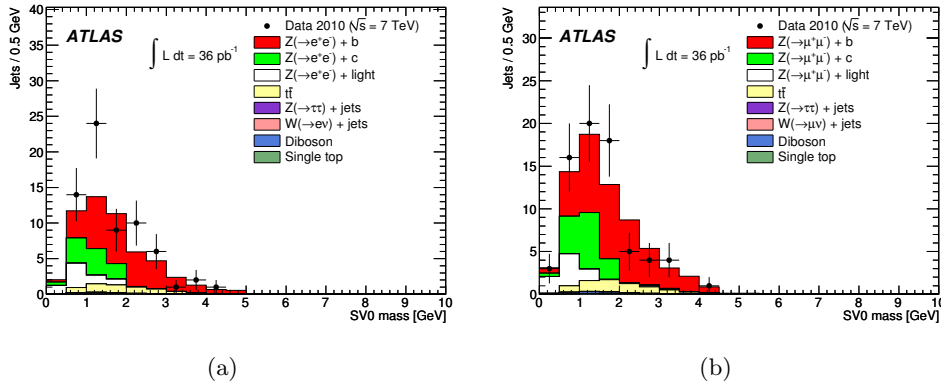 Jets / 0.5 GeV
40
35
30
25
20
15
10
5
0
ATLAS
∫ L dt = 36 pb⁻¹
Data 2010 (√s = 7 TeV)
Z(→e⁺e⁻) + b
Z(→e⁺e⁻) + c
Z(→e⁺e⁻) + light
tt̄
Z(→ττ) + jets
W(→eν) + jets
Diboson
Single top
0 1 2 3 4 5 6 7 8 9 10
SV0 mass [GeV]
(a)
Jets / 0.5 GeV
35
30
25
20
15
10
5
0
ATLAS
∫ L dt = 36 pb⁻¹
Data 2010 (√s = 7 TeV)
Z(→μ⁺μ⁻) + b
Z(→μ⁺μ⁻) + c
Z(→μ⁺μ⁻) + light
tt̄
Z(→ττ) + jets
W(→μν) + jets
Diboson
Single top
0 1 2 3 4 5 6 7 8 9 10
SV0 mass [GeV]
(b)